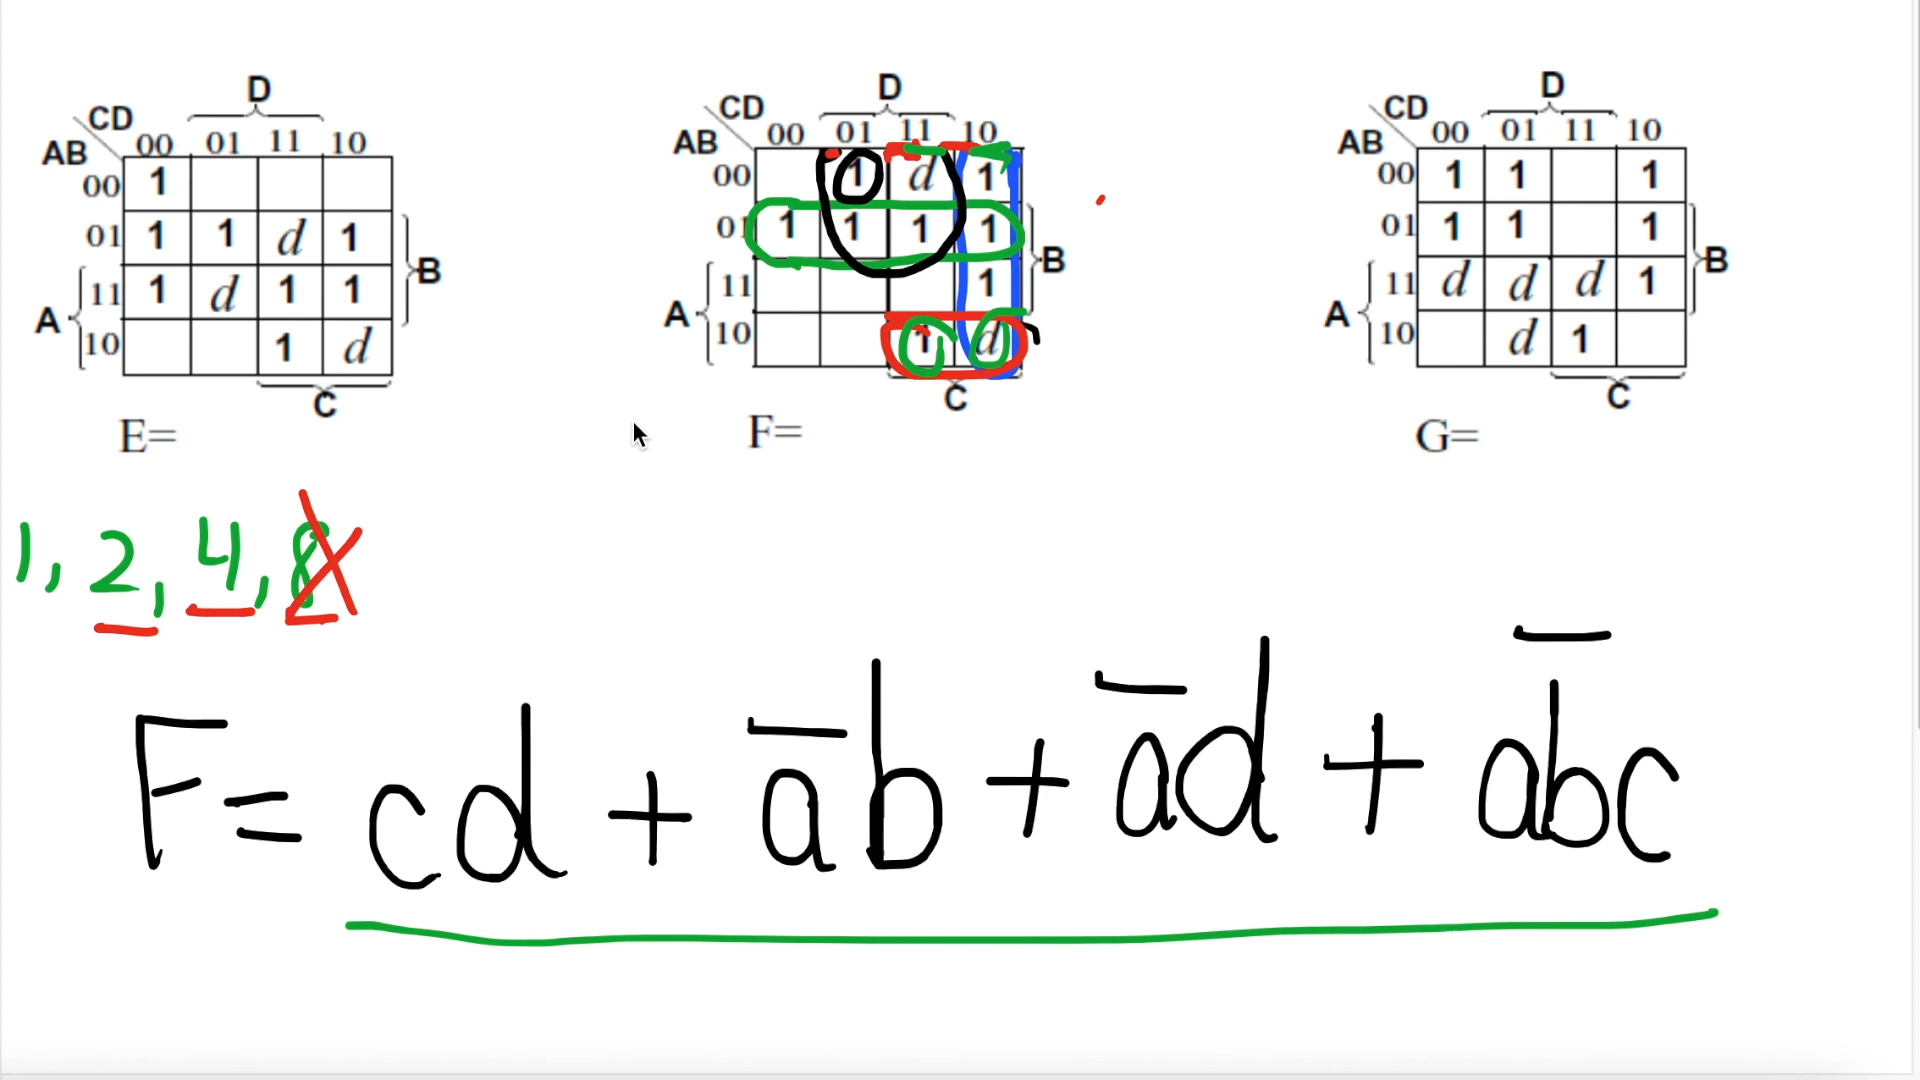 D D D
CD CD CD
AB 00 01 11 10 AB 00 01 11 10 AB 00 01 11 10
00 1 00 1 d 1 00 1 1 1
01 1 1 d 1 01 1 1 1 1 01 1 1 1
B B B
11 1 d 1 1 11 1 11 d d d 1
A A A
10 1 d 10 1 d 10 d 1
C C C
E= F= G=
1, 2, 4, 8
F = cd + a̅b + a̅d + ab̅c